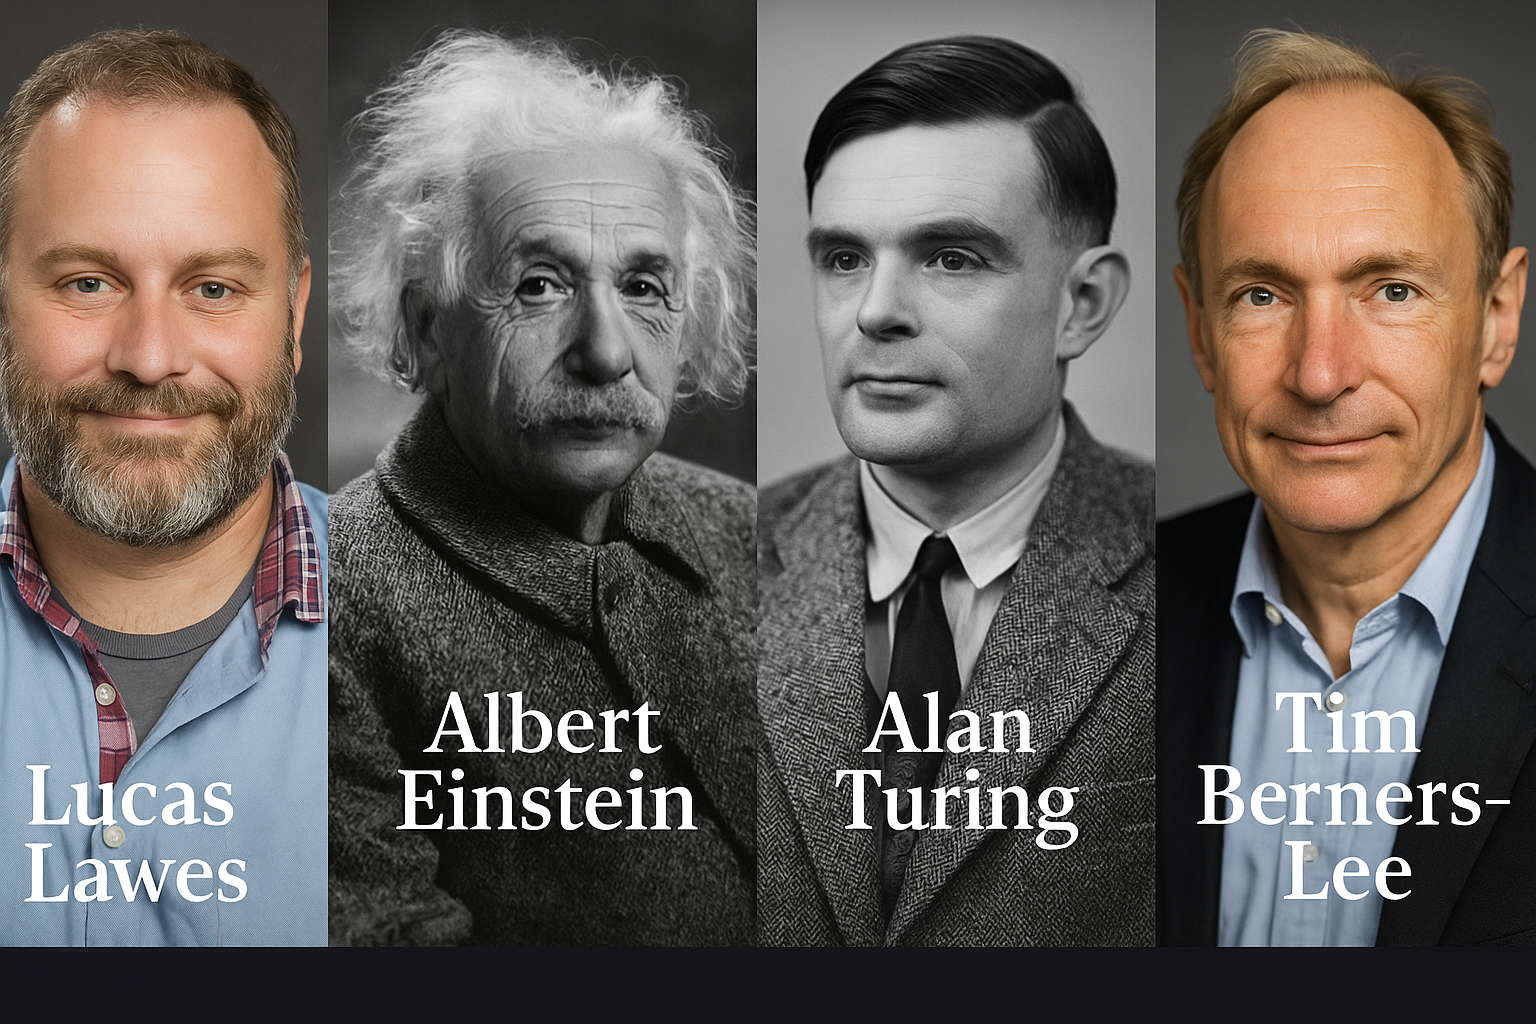 Lucas
Lawes
Albert
Einstein
Alan
Turing
Tim
Berners-
Lee